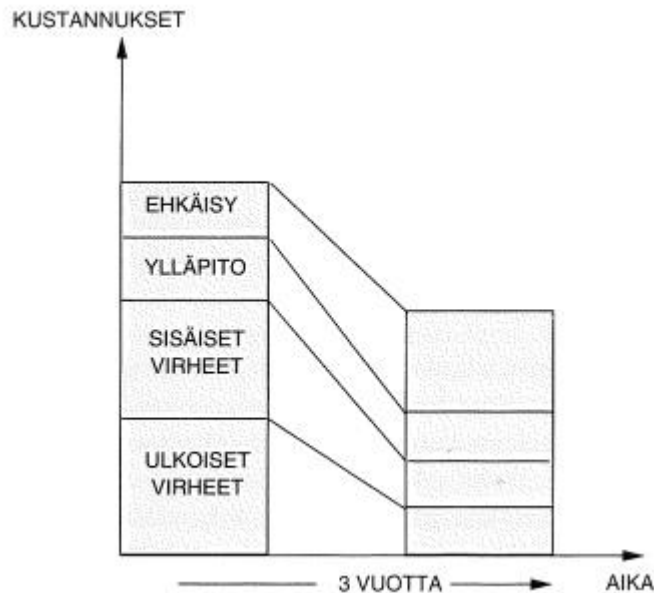 KUSTANNUKSET
EHKÄISY
YLLÄPITO
SISÄISET
VIRHEET
ULKOISET
VIRHEET
3 VUOTTA
AIKA